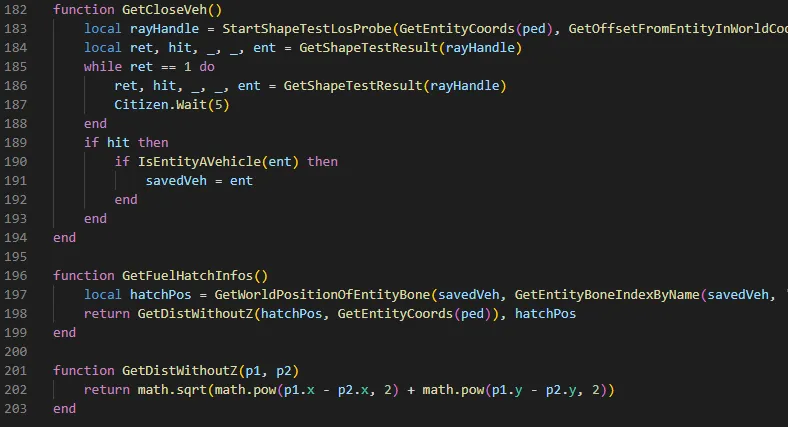 182 function GetCloseVeh()
183 local rayHandle = StartShapeTestLosProbe(GetEntityCoords(ped), GetOffsetFromEntityInWorldCoo
184 local ret, hit, _, _, ent = GetShapeTestResult(rayHandle)
185 while ret == 1 do
186 ret, hit, _, _, ent = GetShapeTestResult(rayHandle)
187 Citizen.Wait(5)
188 end
189 if hit then
190 if IsEntityAVehicle(ent) then
191 savedVeh = ent
192 end
193 end
194 end
195
196 function GetFuelHatchInfos()
197 local hatchPos = GetWorldPositionOfEntityBone(savedVeh, GetEntityBoneIndexByName(savedVeh, '
198 return GetDistWithoutZ(hatchPos, GetEntityCoords(ped)), hatchPos
199 end
200
201 function GetDistWithoutZ(p1, p2)
202 return math.sqrt(math.pow(p1.x - p2.x, 2) + math.pow(p1.y - p2.y, 2))
203 end